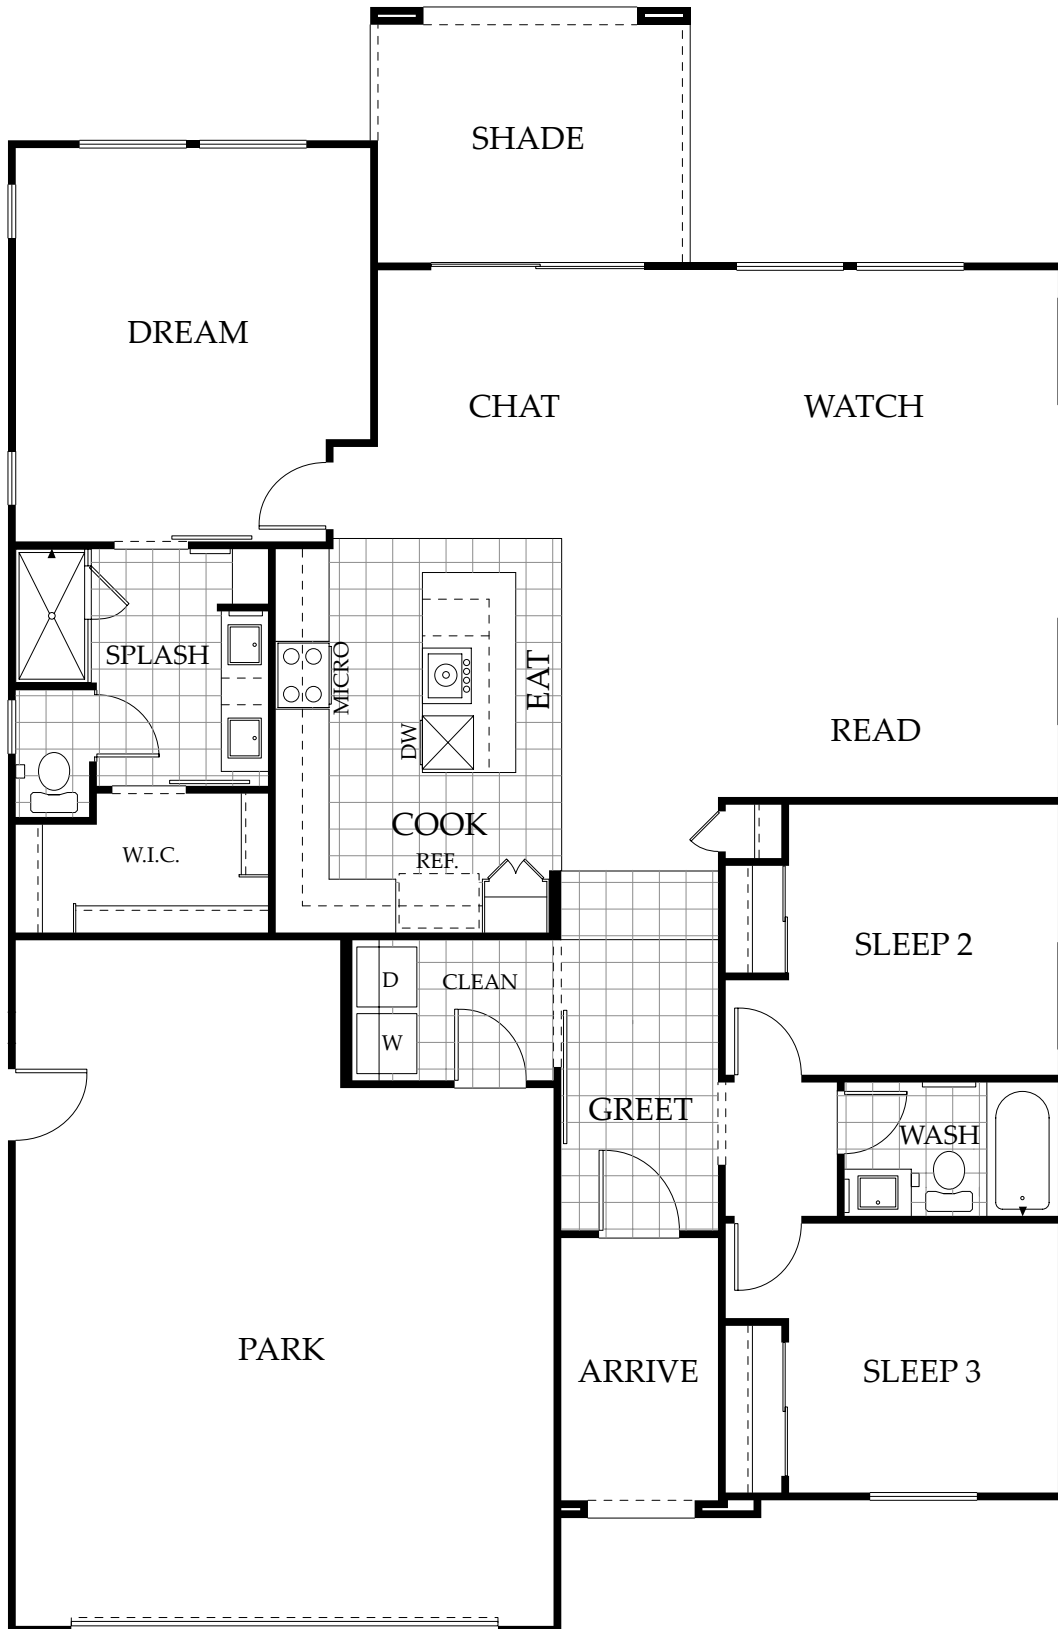 SHADE
DREAM
CHAT
WATCH
SPLASH
MICRO
EAT
DW
READ
COOK
REF.
W.I.C.
SLEEP 2
D
CLEAN
W
GREET
WASH
PARK
ARRIVE
SLEEP 3